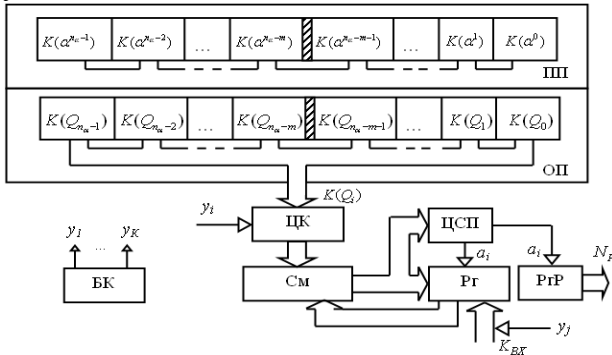 K(α^{n_α−1}) K(α^{n_α−2}) ... K(α^{n_α−m}) K(α^{n_α−m−1}) ... K(α^1) K(α^0)
ПП
K(Q_{n_α−1}) K(Q_{n_α−2}) ... K(Q_{n_α−m}) K(Q_{n_α−m−1}) ... K(Q_1) K(Q_0)
ОП
K(Q_i)
y_i
ЦК
ЦСП
y_1 ... y_K
a_i
a_i
N_p
БК
См
Рг
РгР
y_j
K_{BX}